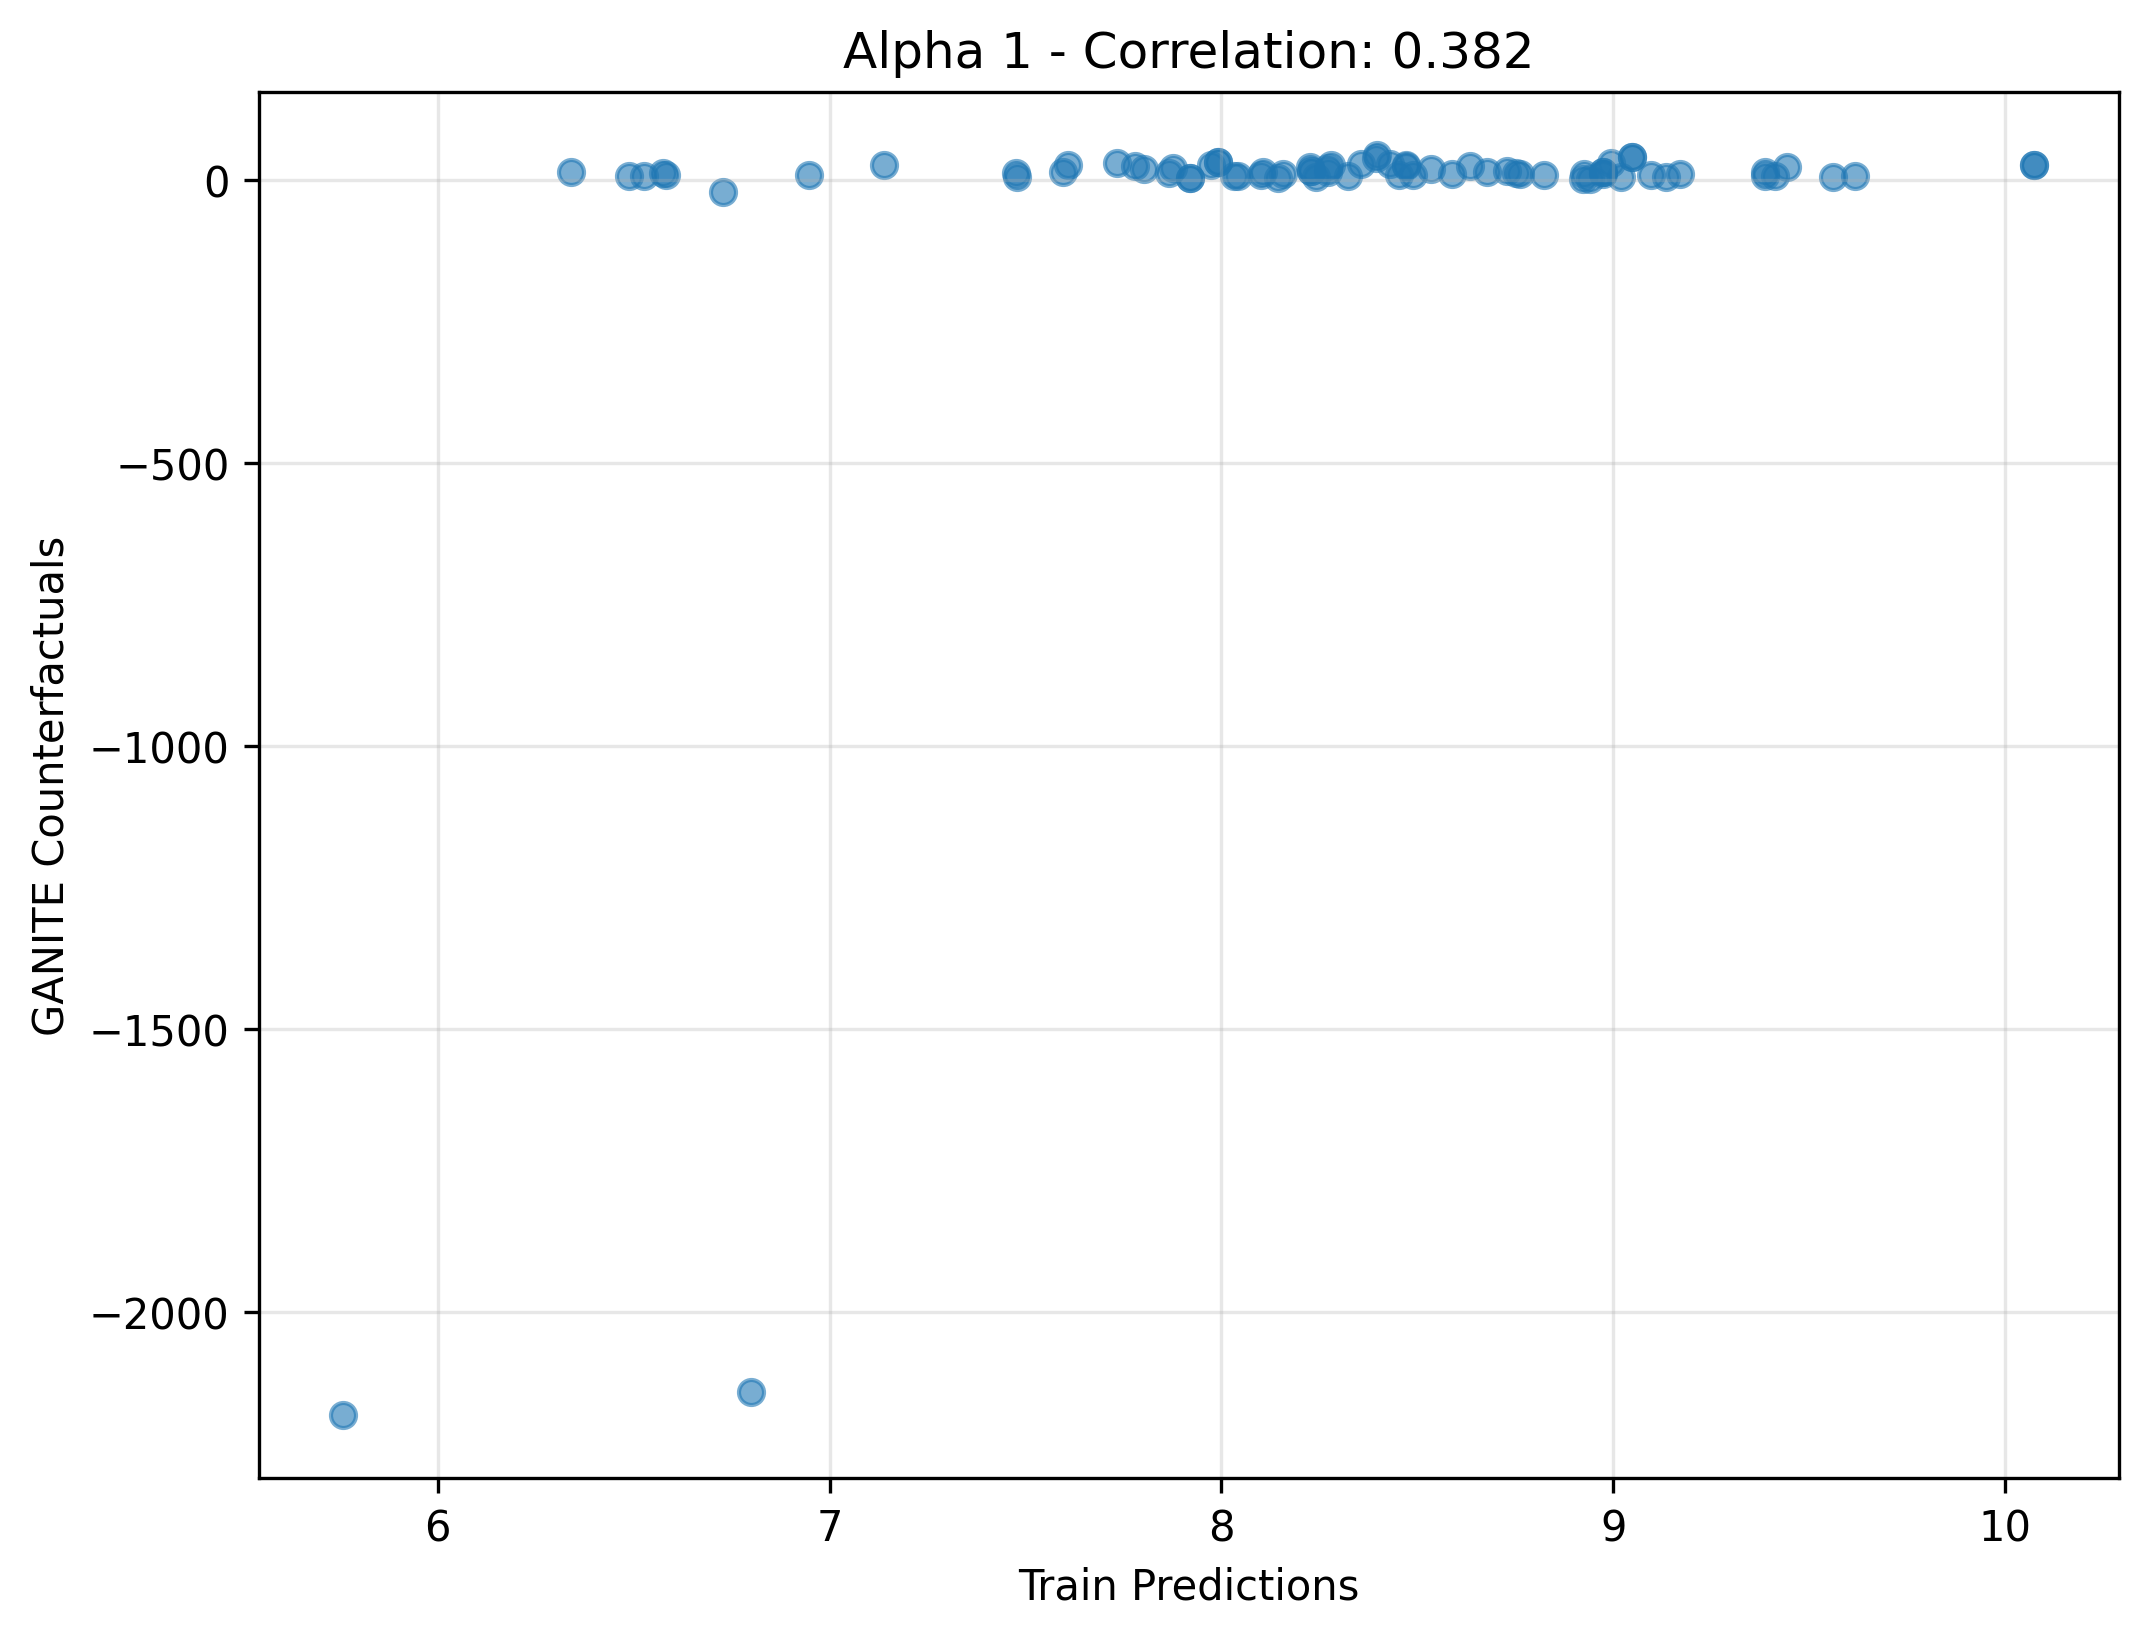 Alpha 1 - Correlation: 0.382
0
−500
−1000
−1500
−2000
GANITE Counterfactuals
6 7 8 9 10
Train Predictions